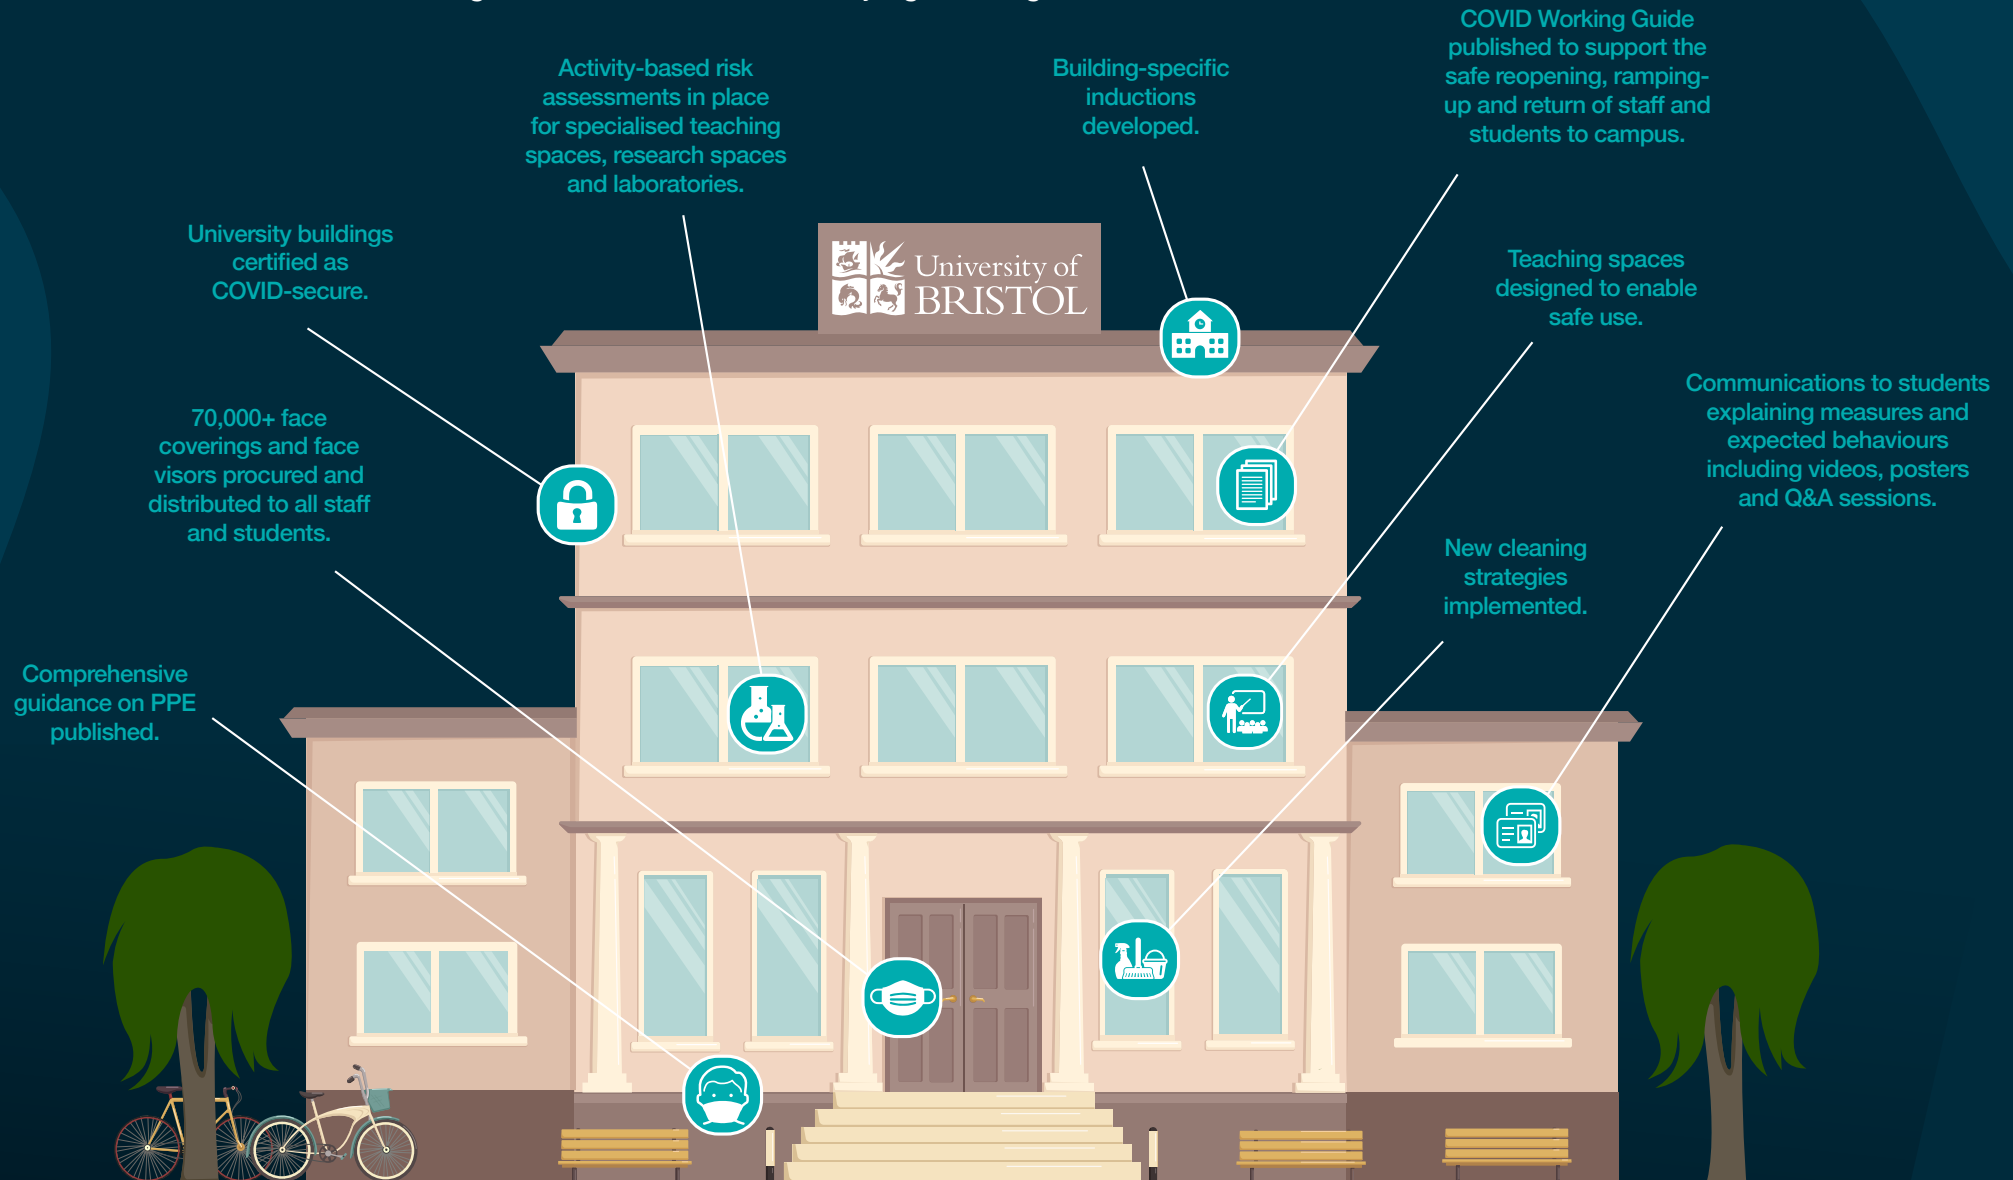 COVID Working Guide
published to support the
safe reopening, ramping-
up and return of staff and
students to campus.
Activity-based risk
assessments in place
for specialised teaching
spaces, research spaces
and laboratories.
Building-specific
inductions
developed.
University buildings
certified as
COVID-secure.
University of
BRISTOL
Teaching spaces
designed to enable
safe use.
Communications to students
explaining measures and
expected behaviours
including videos, posters
and Q&A sessions.
70,000+ face
coverings and face
visors procured and
distributed to all staff
and students.
New cleaning
strategies
implemented.
Comprehensive
guidance on PPE
published.